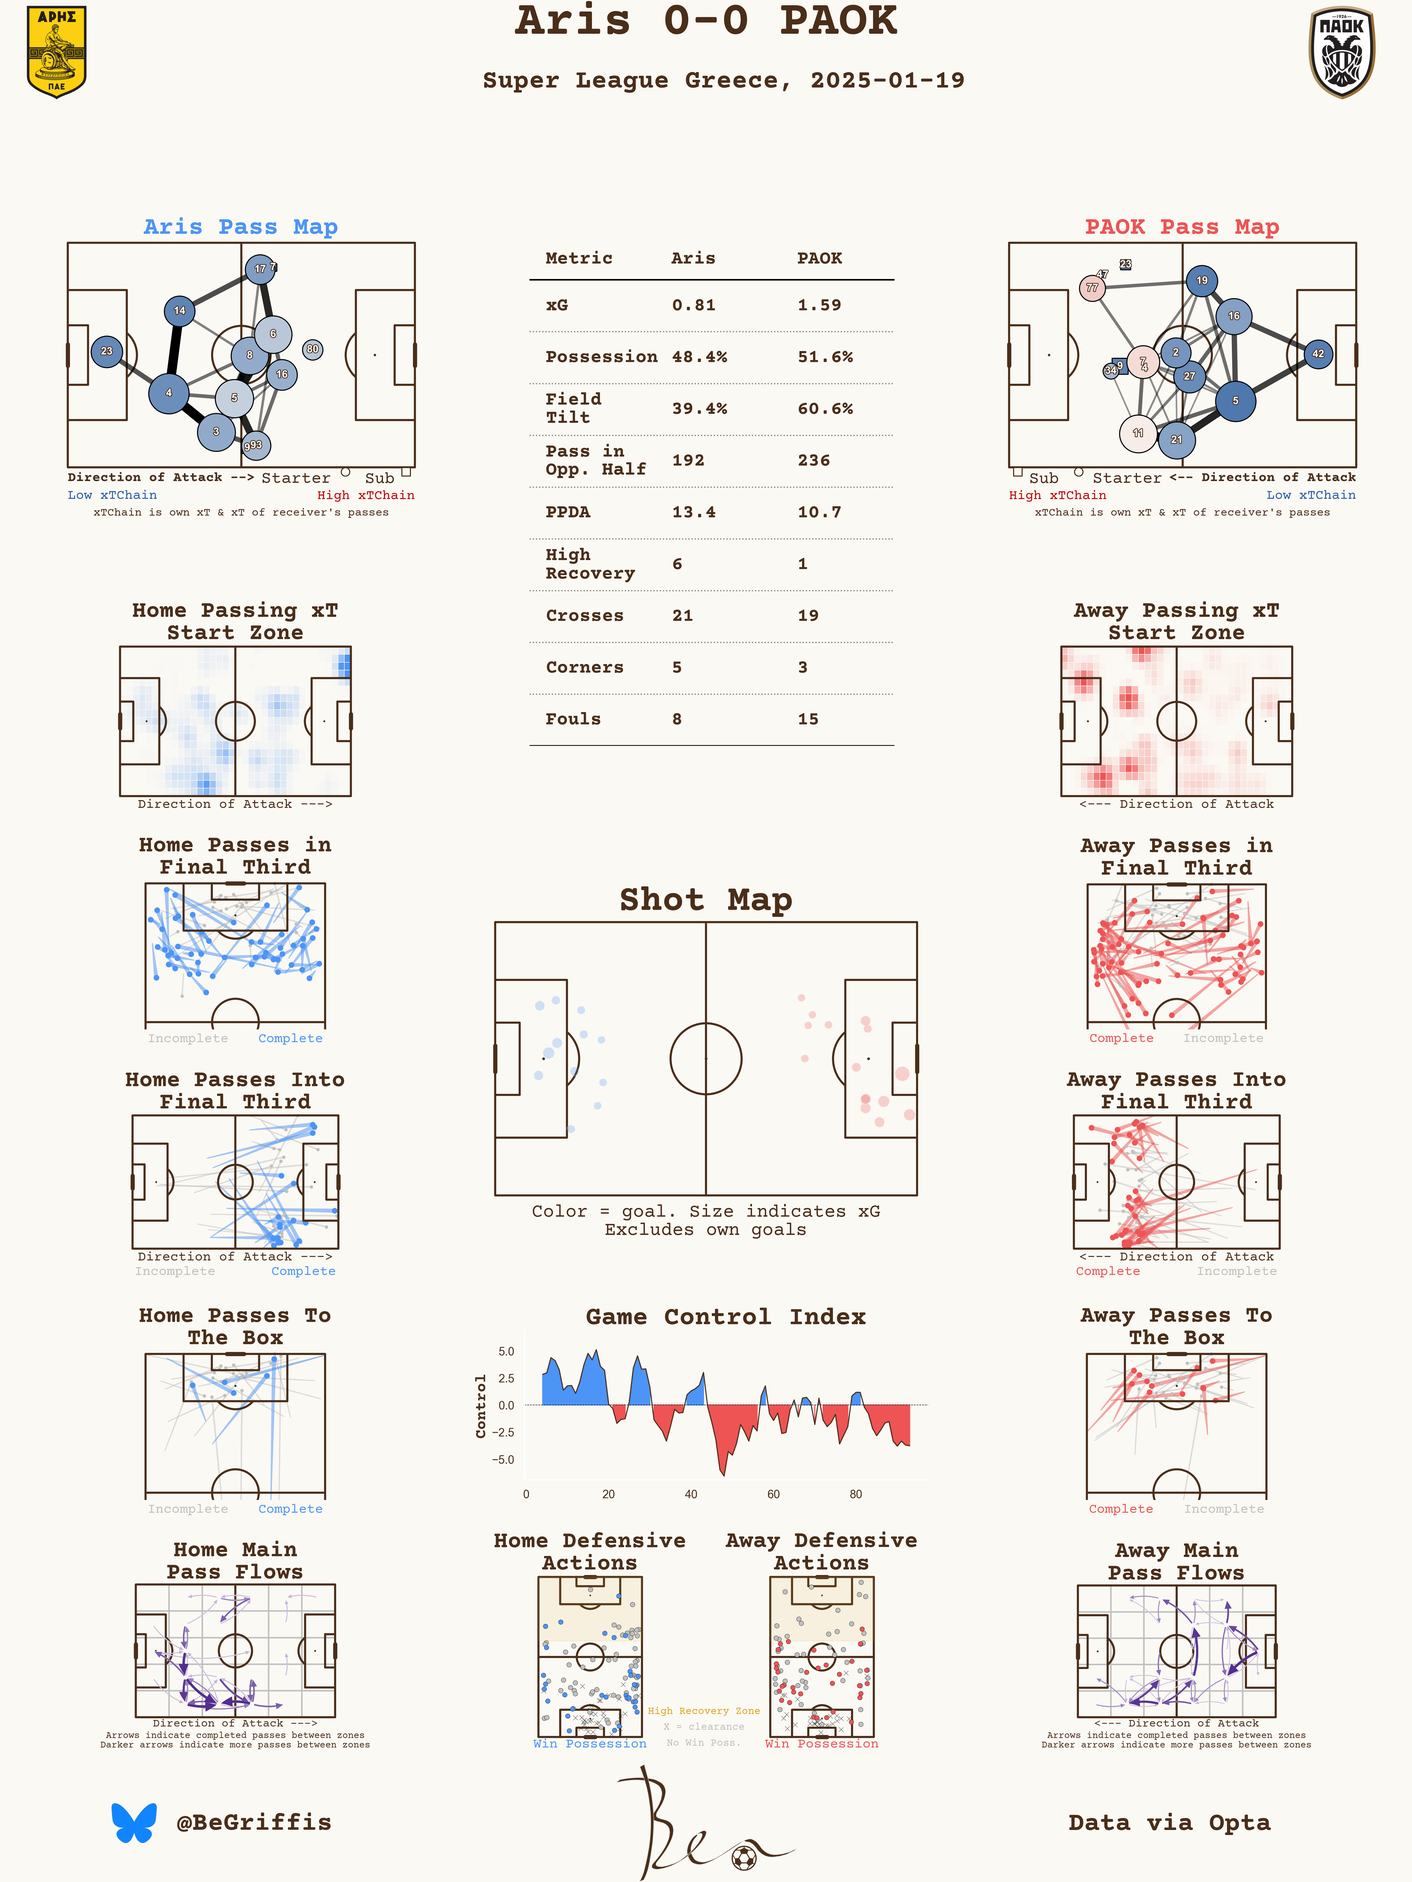 Aris 0-0 PAOK
Super League Greece, 2025-01-19
ΑΡΗΣ
ΠΑΕ
1926
ΠΑΟΚ
Aris Pass Map
17
7
14
6
23
8
80
16
4
5
3
9
93
Direction of Attack --> Starter Sub
Low xTChain High xTChain
xTChain is own xT & xT of receiver's passes
Metric Aris PAOK
xG 0.81 1.59
Possession 48.4% 51.6%
Field
Tilt 39.4% 60.6%
Pass in
Opp. Half 192 236
PPDA 13.4 10.7
High
Recovery 6 1
Crosses 21 19
Corners 5 3
Fouls 8 15
PAOK Pass Map
23
47
77
19
16
2
42
7
4
9
34
27
5
11
21
Sub Starter <-- Direction of Attack
High xTChain Low xTChain
xTChain is own xT & xT of receiver's passes
Home Passing xT
Start Zone
Direction of Attack --->
Away Passing xT
Start Zone
<--- Direction of Attack
Home Passes in
Final Third
Incomplete Complete
Away Passes in
Final Third
Complete Incomplete
Shot Map
Color = goal. Size indicates xG
Excludes own goals
Home Passes Into
Final Third
Direction of Attack --->
Incomplete Complete
Away Passes Into
Final Third
<--- Direction of Attack
Complete Incomplete
Home Passes To
The Box
Incomplete Complete
Game Control Index
Control
5.0
2.5
0.0
−2.5
−5.0
0 20 40 60 80
Away Passes To
The Box
Complete Incomplete
Home Main
Pass Flows
Direction of Attack --->
Arrows indicate completed passes between zones
Darker arrows indicate more passes between zones
Home Defensive
Actions
Win Possession
Away Defensive
Actions
Win Possession
High Recovery Zone
X = clearance
No Win Poss.
Away Main
Pass Flows
<--- Direction of Attack
Arrows indicate completed passes between zones
Darker arrows indicate more passes between zones
@BeGriffis
Ben
Data via Opta